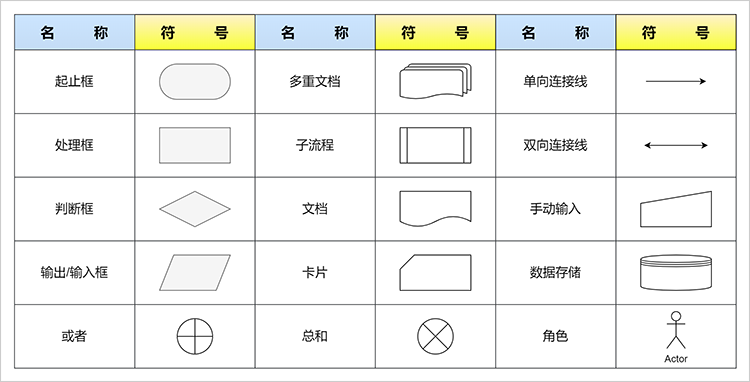 名 称 符 号 名 称 符 号 名 称 符 号
起止框 多重文档 单向连接线
处理框 子流程 双向连接线
判断框 文档 手动输入
输出/输入框 卡片 数据存储
或者 总和 角色
Actor